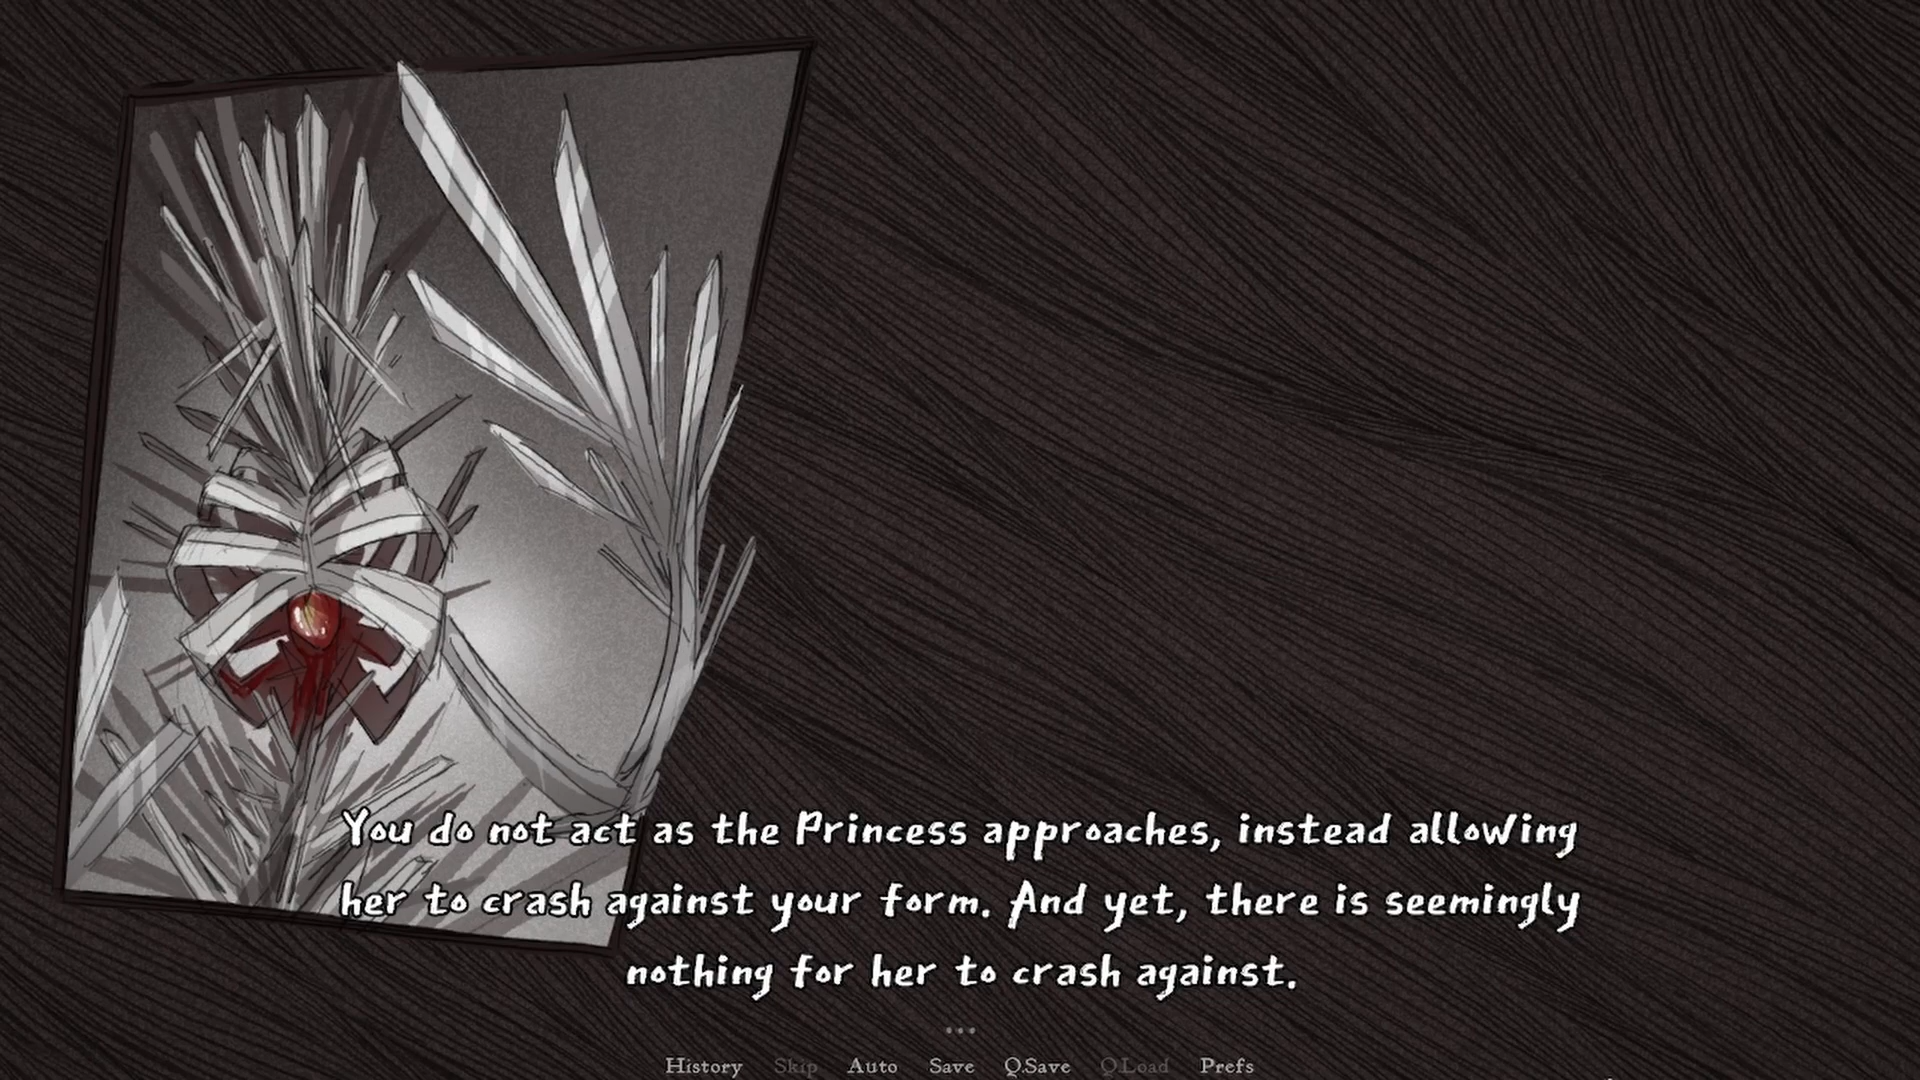 You do not act as the Princess approaches, instead allowing
her to crash against your form. And yet, there is seemingly
nothing for her to crash against.
History Skip Auto Save Q.Save Q.Load Prefs